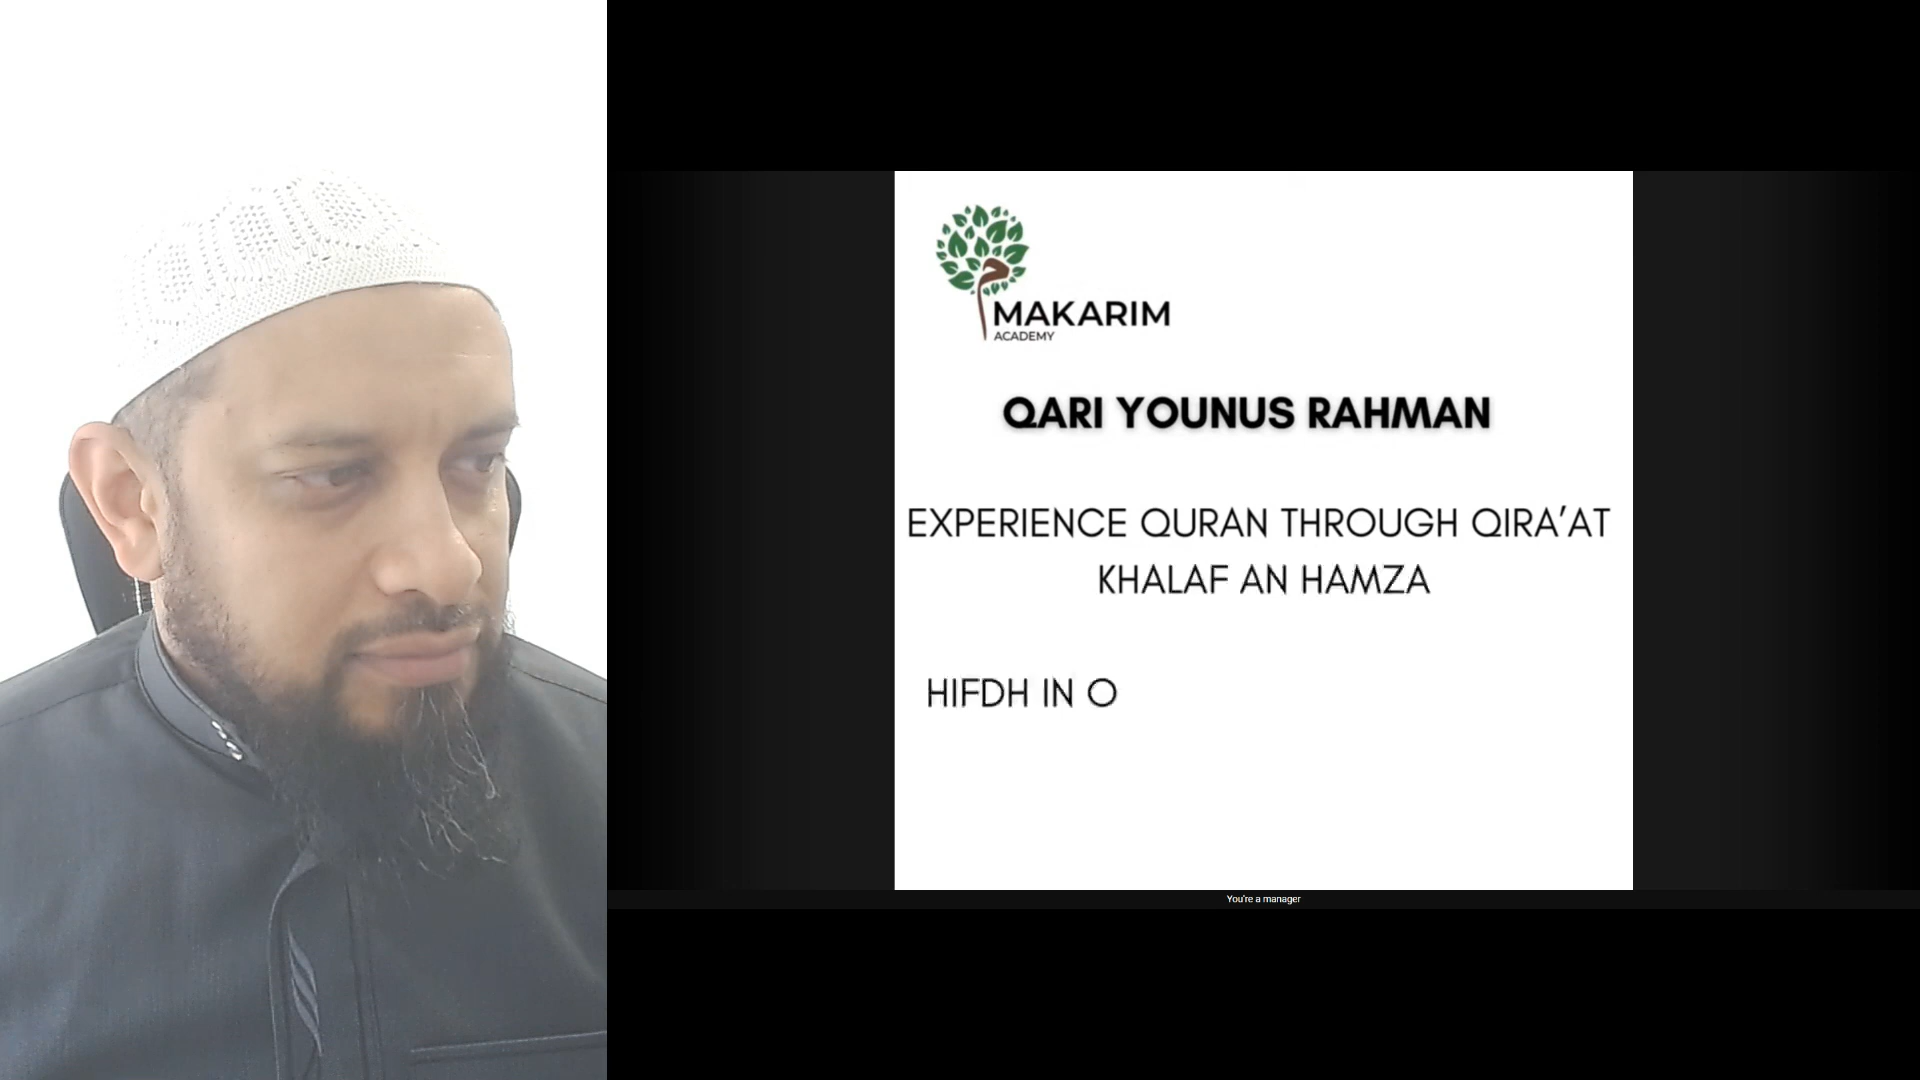 MAKARIM
ACADEMY
QARI YOUNUS RAHMAN
EXPERIENCE QURAN THROUGH QIRA’AT
KHALAF AN HAMZA
HIFDH IN O
You're a manager